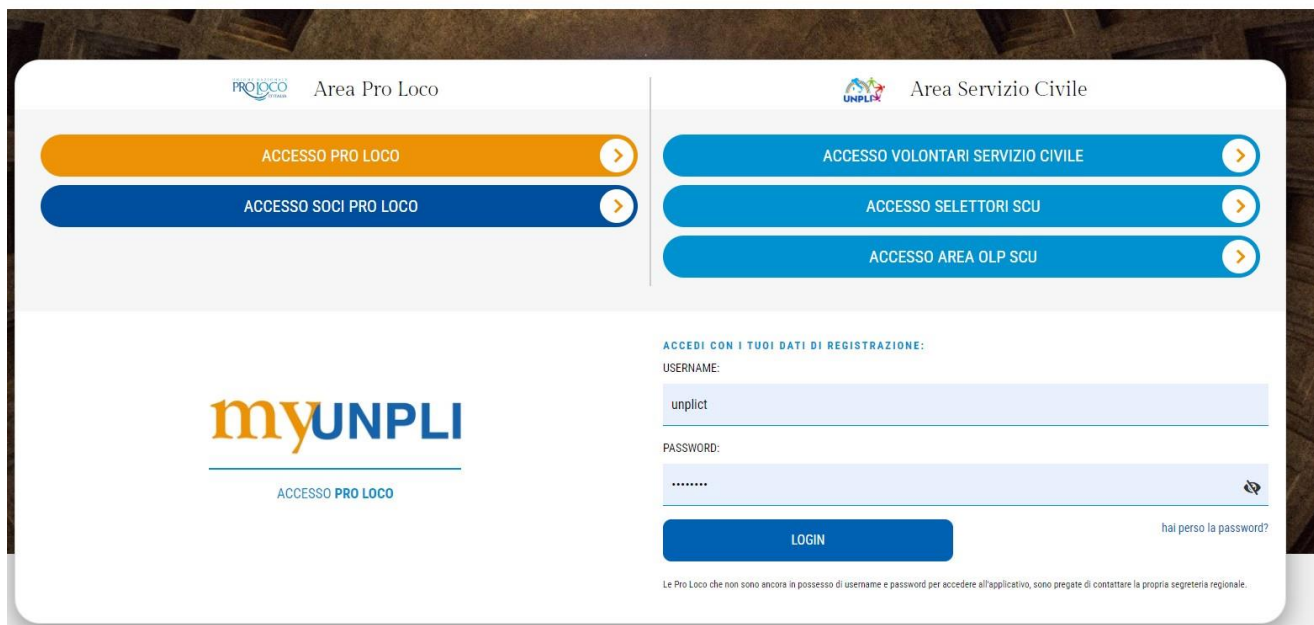 PRO LOCO
Area Pro Loco
ACCESSO PRO LOCO
ACCESSO SOCI PRO LOCO
UNPLI
Area Servizio Civile
ACCESSO VOLONTARI SERVIZIO CIVILE
ACCESSO SELETTORI SCU
ACCESSO AREA OLP SCU
myUNPLI
ACCESSO PRO LOCO
ACCEDI CON I TUOI DATI DI REGISTRAZIONE:
USERNAME:
unplict
PASSWORD:
••••••••
LOGIN
hai perso la password?
Le Pro Loco che non sono ancora in possesso di username e password per accedere all'applicativo, sono pregate di contattare la propria segreteria regionale.